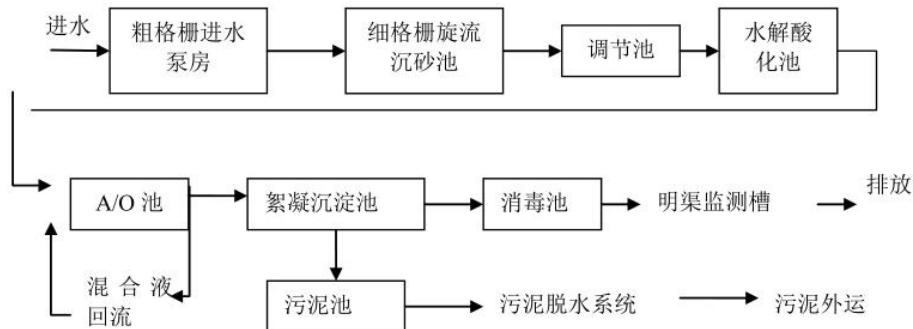 进水
粗格栅进水
泵房
细格栅旋流
沉砂池
调节池
水解酸
化池
A/O 池
絮凝沉淀池
消毒池
明渠监测槽
排放
混合液
回流
污泥池
污泥脱水系统
污泥外运